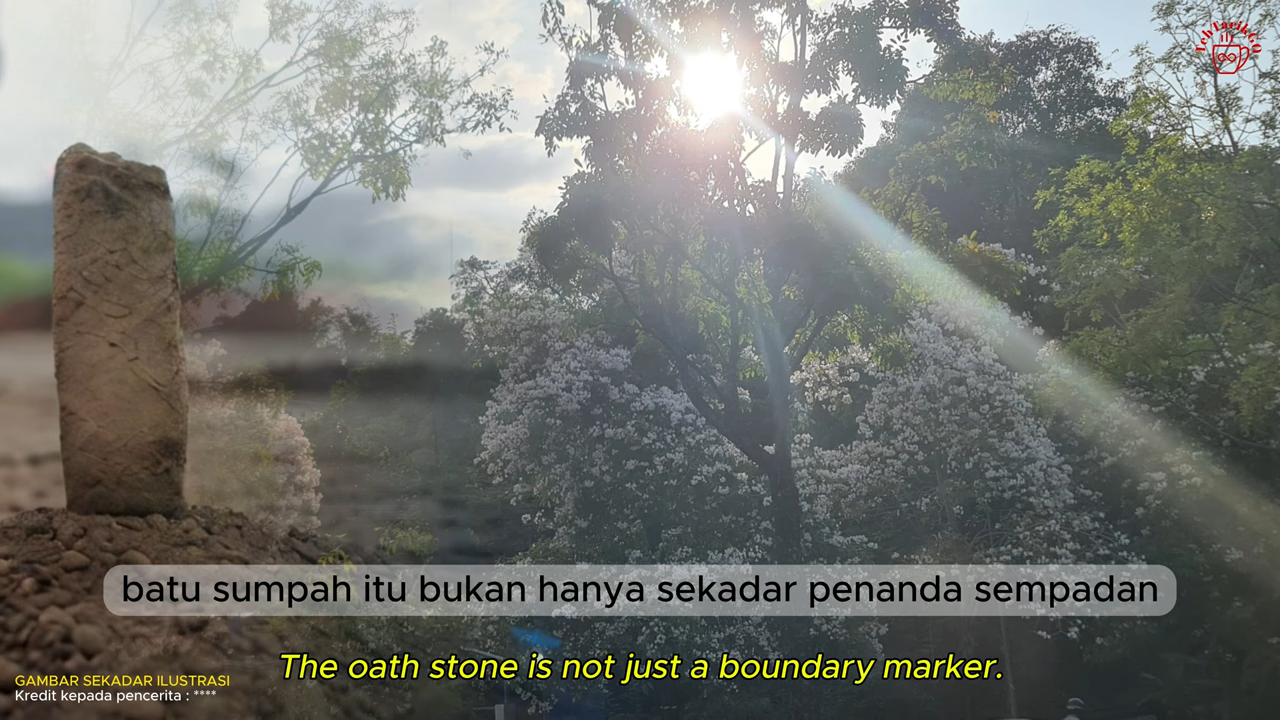 TehTarikGO
batu sumpah itu bukan hanya sekadar penanda sempadan
The oath stone is not just a boundary marker.
GAMBAR SEKADAR ILUSTRASI
Kredit kepada pencerita : ****